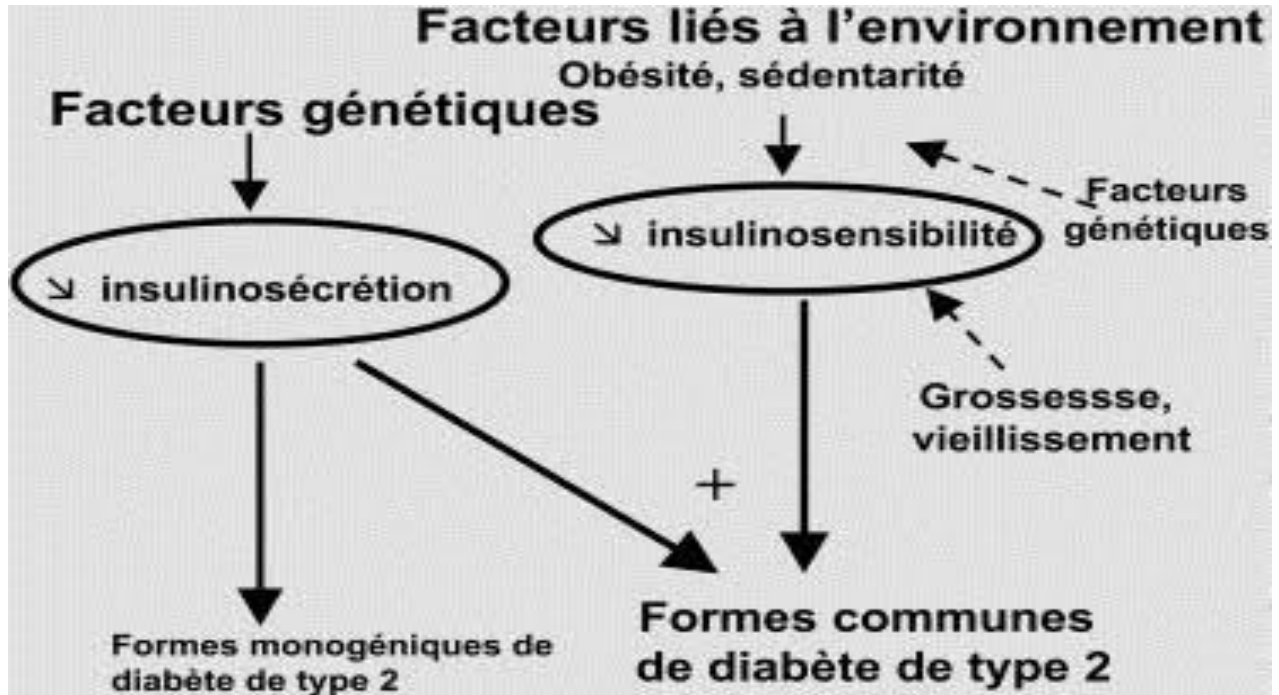 Facteurs liés à l'environnement
Obésité, sédentarité
Facteurs génétiques
Facteurs
génétiques
↘ insulinosensibilité
↘ insulinosécrétion
Grossessse,
vieillissement
+
Formes communes
de diabète de type 2
Formes monogéniques de
diabète de type 2